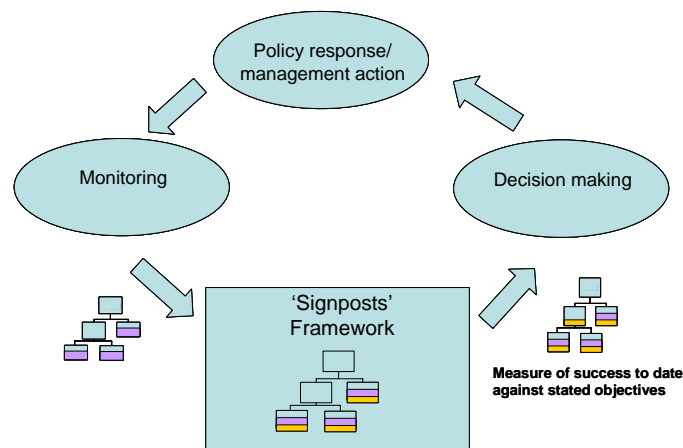 Policy response/
management action
Monitoring
Decision making
'Signposts'
Framework
Measure of success to date
against stated objectives